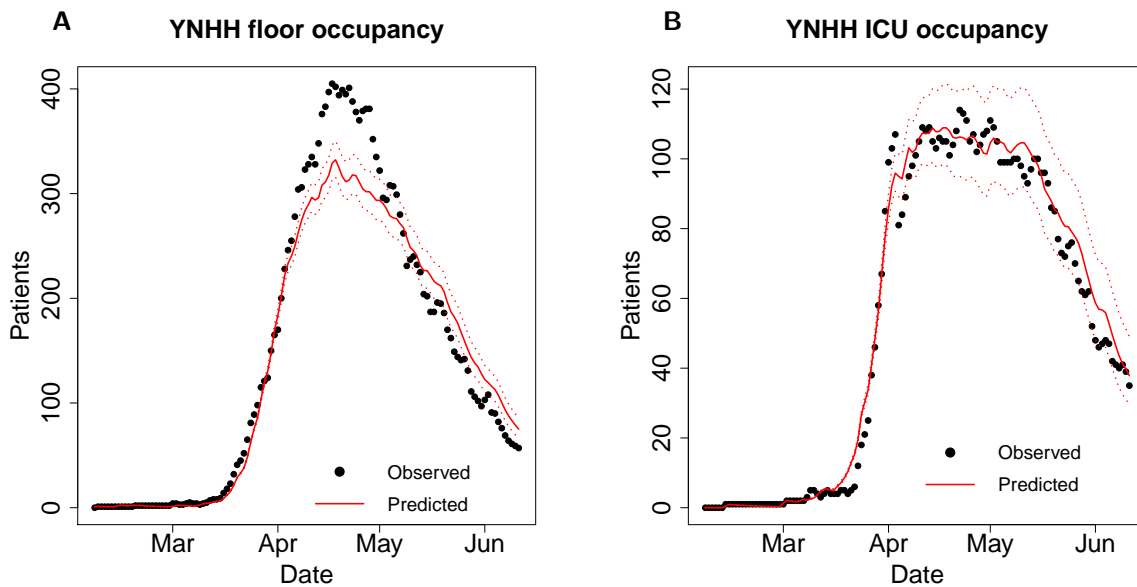 A
YNHH floor occupancy
Patients
0
100
200
300
400
Mar
Apr
May
Jun
Date
Observed
Predicted
B
YNHH ICU occupancy
Patients
0
20
40
60
80
100
120
Mar
Apr
May
Jun
Date
Observed
Predicted